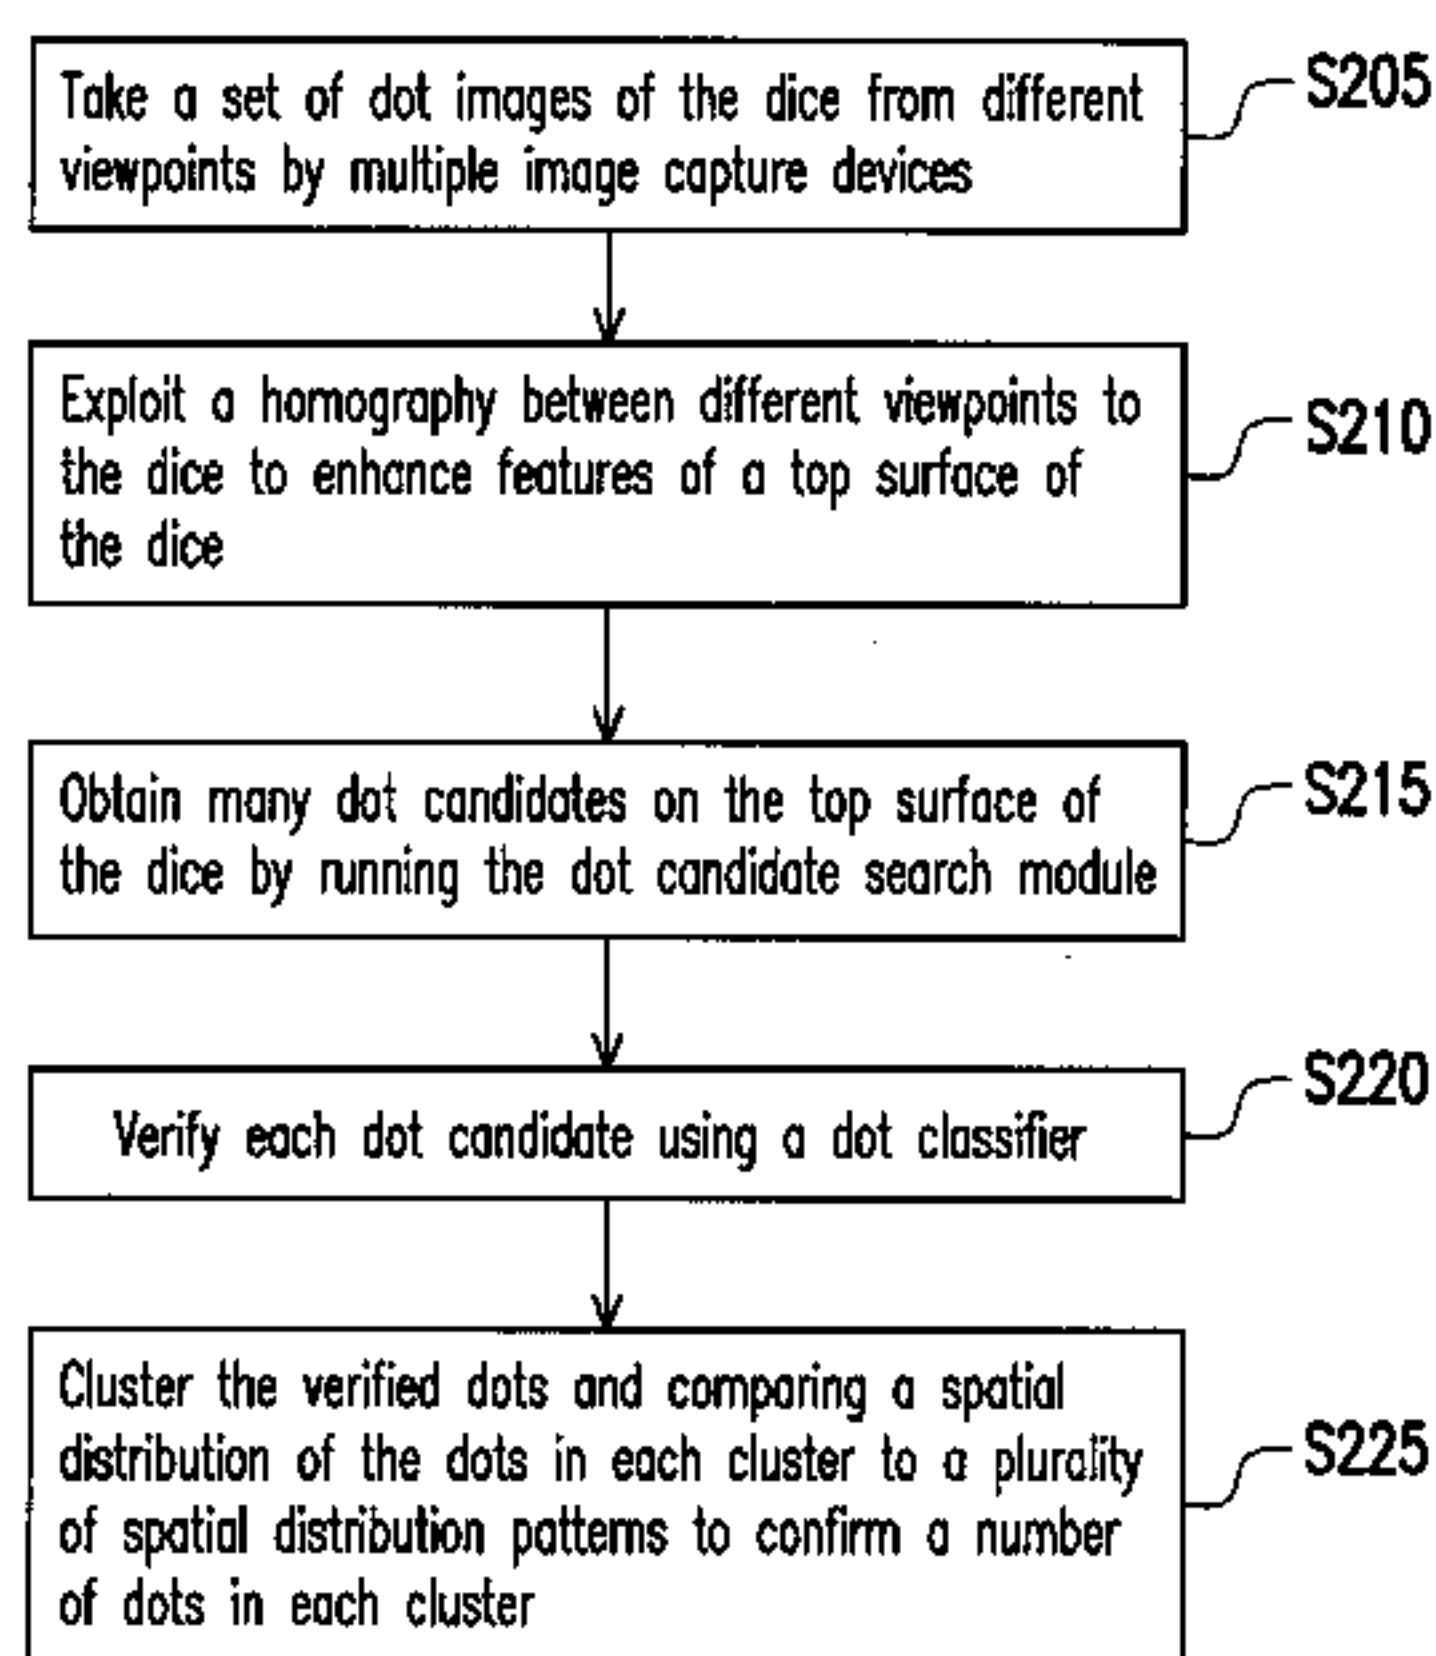 Take a set of dot images of the dice from different
viewpoints by multiple image capture devices
S205
Exploit a homography between different viewpoints to
the dice to enhance features of a top surface of
the dice
S210
Obtain many dot candidates on the top surface of
the dice by running the dot candidate search module
S215
Verify each dot candidate using a dot classifier
S220
Cluster the verified dots and comparing a spatial
distribution of the dots in each cluster to a plurality
of spatial distribution patterns to confirm a number
of dots in each cluster
S225